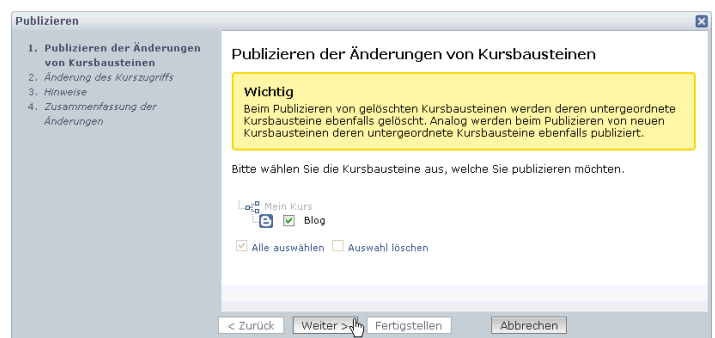 Publizieren
1. Publizieren der Änderungen
von Kursbausteinen
2. Änderung des Kurszugriffs
3. Hinweise
4. Zusammenfassung der
Änderungen
Publizieren der Änderungen von Kursbausteinen
Wichtig
Beim Publizieren von gelöschten Kursbausteinen werden deren untergeordnete
Kursbausteine ebenfalls gelöscht. Analog werden beim Publizieren von neuen
Kursbausteinen deren untergeordnete Kursbausteine ebenfalls publiziert.
Bitte wählen Sie die Kursbausteine aus, welche Sie publizieren möchten.
Mein Kurs
Blog
Alle auswählen Auswahl löschen
< Zurück Weiter > Fertigstellen Abbrechen